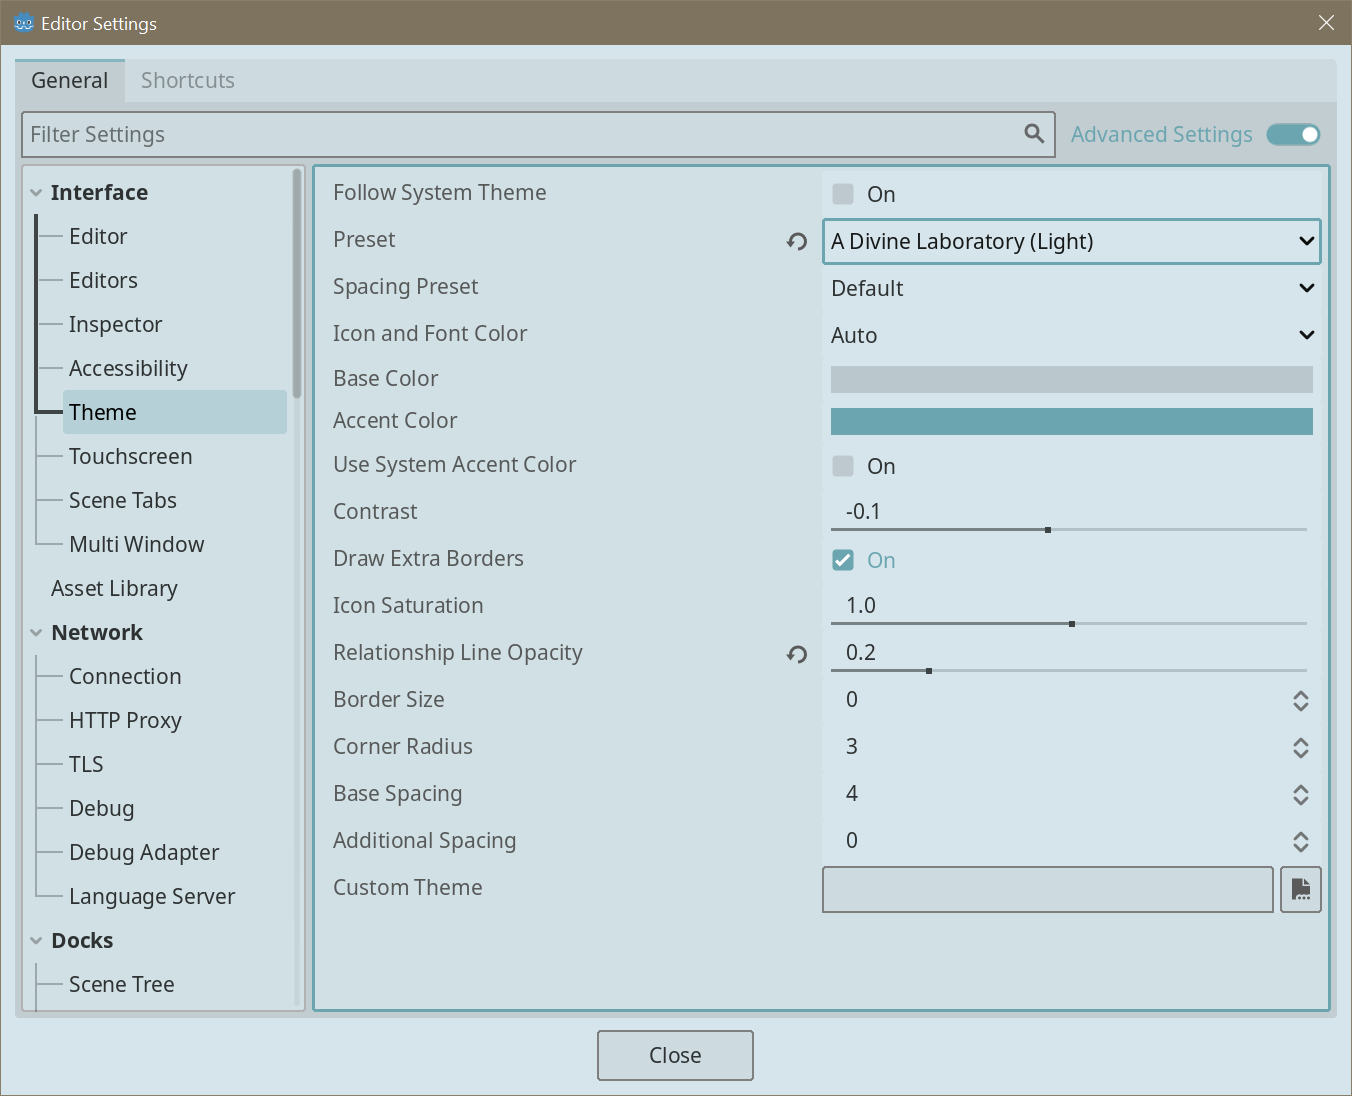 Editor Settings
General
Shortcuts
Filter Settings
Advanced Settings
Interface
Editor
Editors
Inspector
Accessibility
Theme
Touchscreen
Scene Tabs
Multi Window
Asset Library
Network
Connection
HTTP Proxy
TLS
Debug
Debug Adapter
Language Server
Docks
Scene Tree
Follow System Theme
On
Preset
A Divine Laboratory (Light)
Spacing Preset
Default
Icon and Font Color
Auto
Base Color
Accent Color
Use System Accent Color
On
Contrast
-0.1
Draw Extra Borders
On
Icon Saturation
1.0
Relationship Line Opacity
0.2
Border Size
0
Corner Radius
3
Base Spacing
4
Additional Spacing
0
Custom Theme
Close